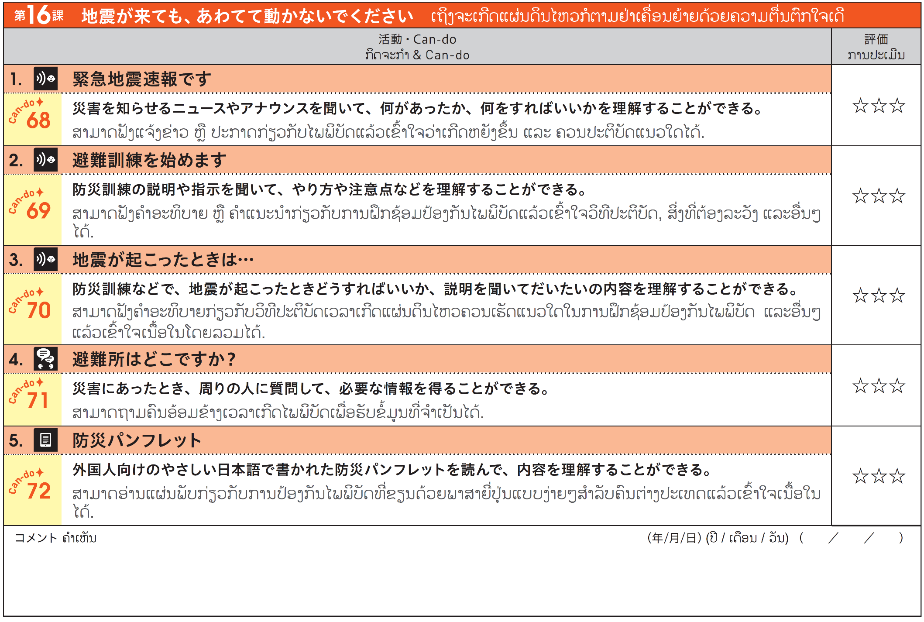 第16課 地震が来ても、あわてて動かないでください ເຖິງຈະເກີດແຜ່ນດິນໄຫວກໍຕາມຢ່າເຄື່ອນຍ້າຍດ້ວຍຄວາມຕື່ນຕົກໃຈເດີ
活動・Can-do
ກິດຈະກຳ & Can-do
評価
ການປະເມີນ
1. 緊急地震速報です
Can-do 68
災害を知らせるニュースやアナウンスを聞いて、何があったか、何をすればいいかを理解することができる。
ສາມາດຟັງແຈ້ງຂ່າວ ຫຼື ປະກາດກ່ຽວກັບໄພພິບັດແລ້ວເຂົ້າໃຈວ່າເກີດຫຍັງຂຶ້ນ ແລະ ຄວນປະຕິບັດແນວໃດໄດ້.
☆☆☆
2. 避難訓練を始めます
Can-do 69
防災訓練の説明や指示を聞いて、やり方や注意点などを理解することができる。
ສາມາດຟັງຄຳອະທິບາຍ ຫຼື ຄຳແນະນຳກ່ຽວກັບການຝຶກຊ້ອມປ້ອງກັນໄພພິບັດແລ້ວເຂົ້າໃຈວິທີປະຕິບັດ, ສິ່ງທີ່ຕ້ອງລະວັງ ແລະອື່ນໆ
ໄດ້.
☆☆☆
3. 地震が起こったときは…
Can-do 70
防災訓練などで、地震が起こったときどうすればいいか、説明を聞いてだいたいの内容を理解することができる。
ສາມາດຟັງຄຳອະທິບາຍກ່ຽວກັບວິທີປະຕິບັດເວລາເກີດແຜ່ນດິນໄຫວຄວນເຮັດແນວໃດໃນການຝຶກຊ້ອມປ້ອງກັນໄພພິບັດ ແລະອື່ນໆ
ແລ້ວເຂົ້າໃຈເນື້ອໃນໂດຍລວມໄດ້.
☆☆☆
4. 避難所はどこですか?
Can-do 71
災害にあったとき、周りの人に質問して、必要な情報を得ることができる。
ສາມາດຖາມຄົນອ້ອມຂ້າງເວລາເກີດໄພພິບັດເພື່ອຮັບຂໍ້ມູນທີ່ຈຳເປັນໄດ້.
☆☆☆
5. 防災パンフレット
Can-do 72
外国人向けのやさしい日本語で書かれた防災パンフレットを読んで、内容を理解することができる。
ສາມາດອ່ານແຜ່ນພັບກ່ຽວກັບການປ້ອງກັນໄພພິບັດທີ່ຂຽນດ້ວຍພາສາຍີ່ປຸ່ນແບບງ່າຍໆສຳລັບຄົນຕ່າງປະເທດແລ້ວເຂົ້າໃຈເນື້ອໃນ
ໄດ້.
☆☆☆
コメント ຄຳເຫັນ
(年/月/日) (ປີ / ເດືອນ / ວັນ) ( / / )